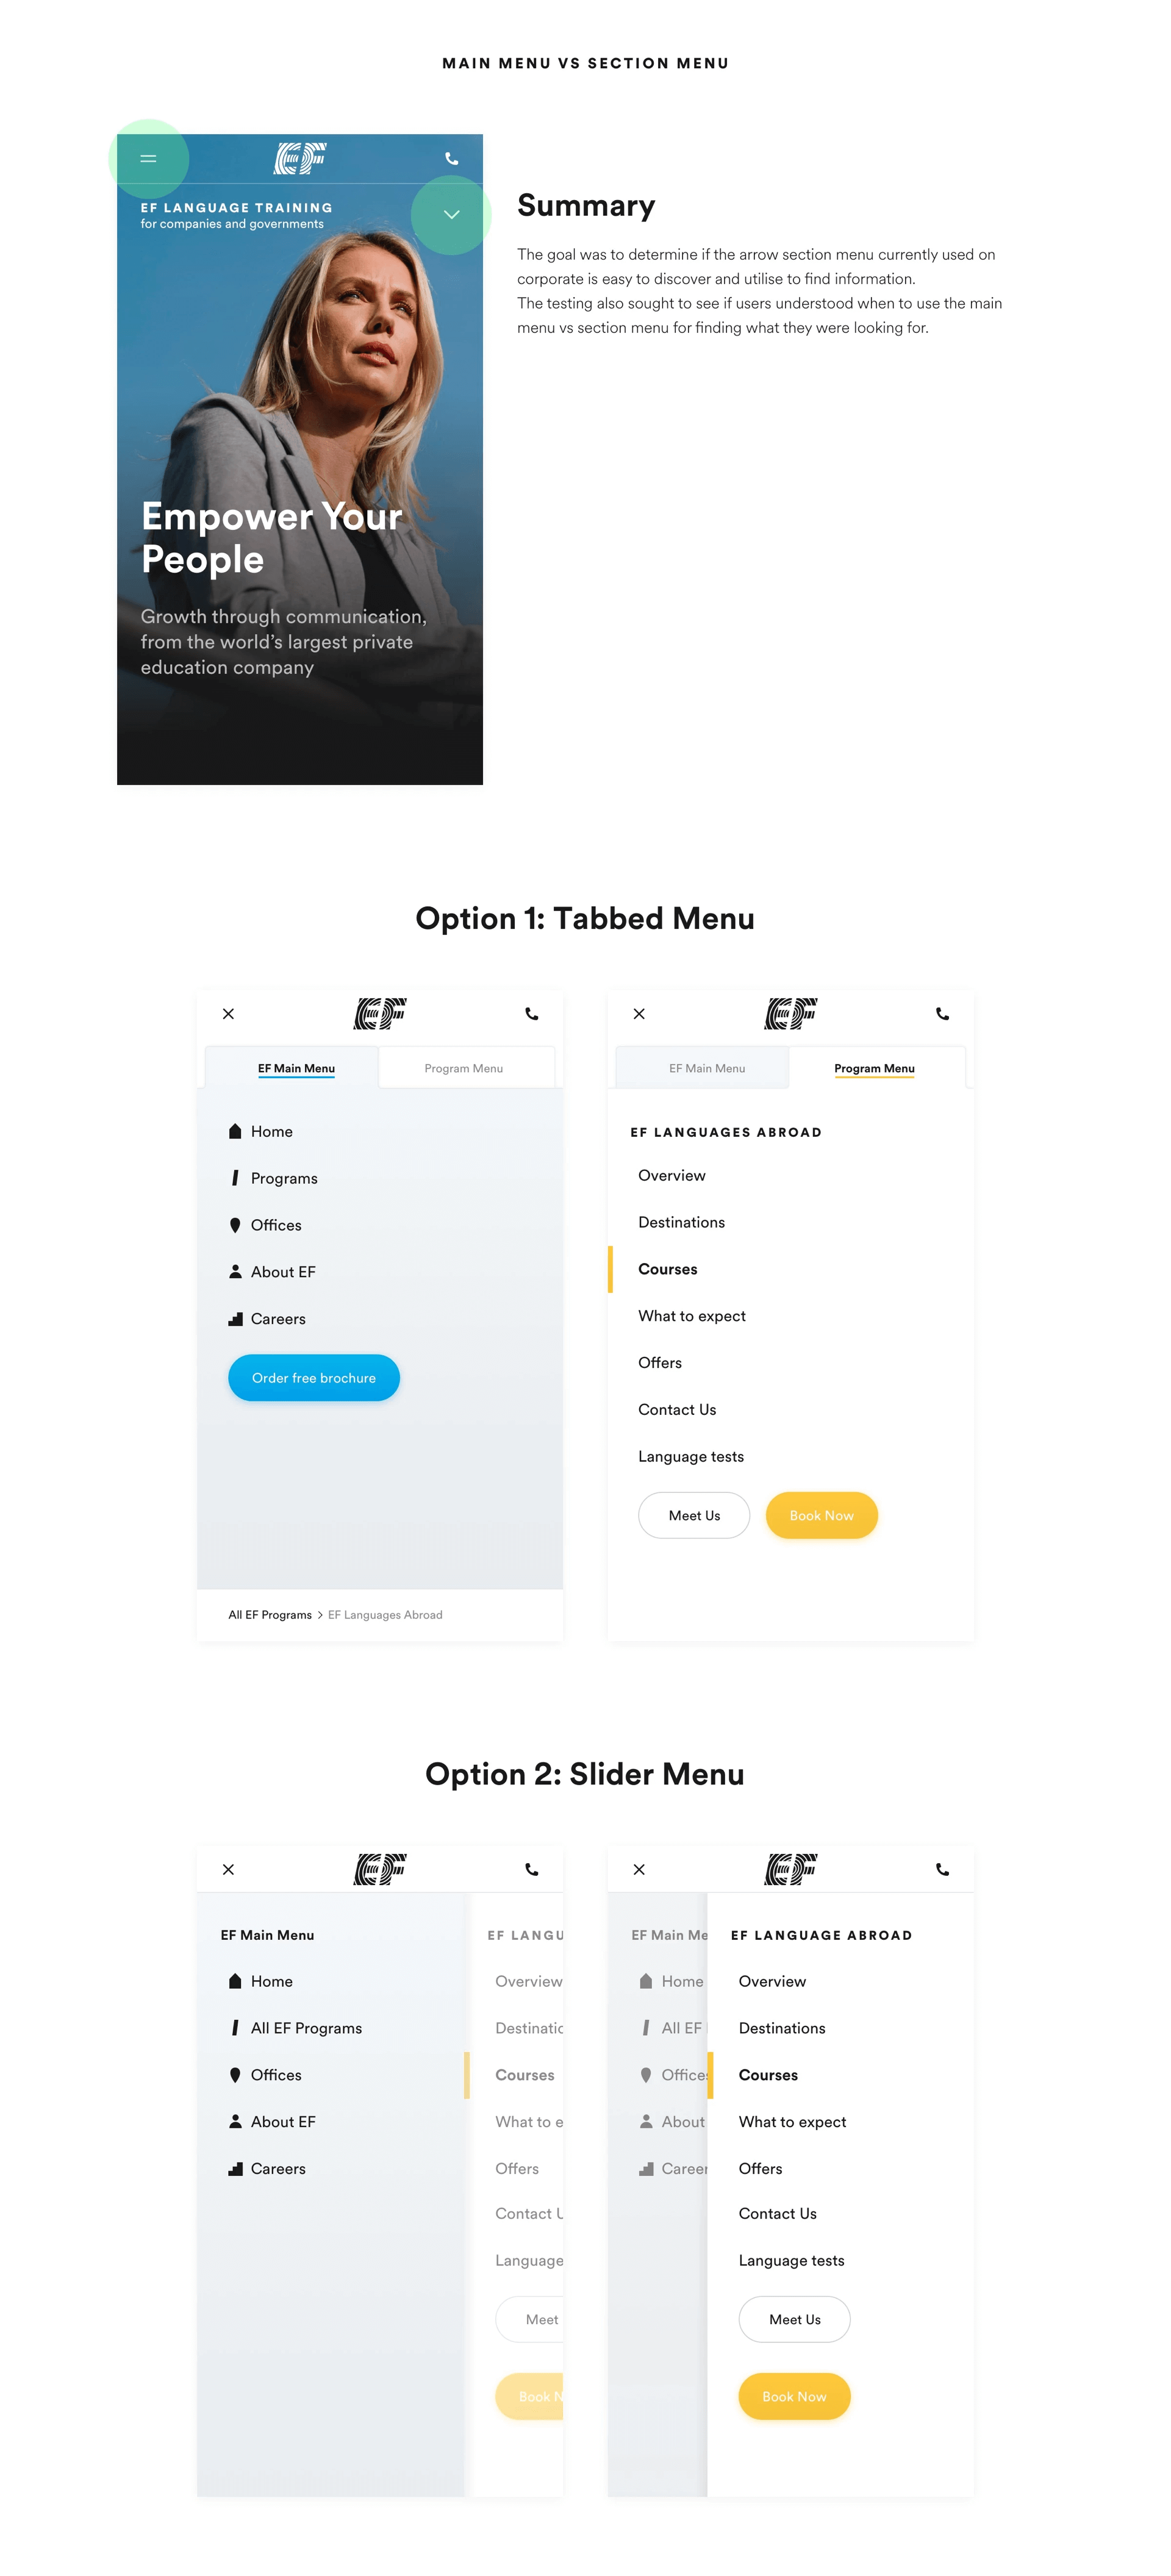 MAIN MENU VS SECTION MENU
EF
EF LANGUAGE TRAINING
for companies and governments
Empower Your
People
Growth through communication,
from the world's largest private
education company
Summary
The goal was to determine if the arrow section menu currently used on
corporate is easy to discover and utilise to find information.
The testing also sought to see if users understood when to use the main
menu vs section menu for finding what they were looking for.
Option 1: Tabbed Menu
EF
EF Main Menu
Program Menu
Home
Programs
Offices
About EF
Careers
Order free brochure
All EF Programs > EF Languages Abroad
EF
EF Main Menu
Program Menu
EF LANGUAGES ABROAD
Overview
Destinations
Courses
What to expect
Offers
Contact Us
Language tests
Meet Us
Book Now
Option 2: Slider Menu
EF
EF Main Menu
Home
All EF Programs
Offices
About EF
Careers
EF LANGU
Overview
Destinatic
Courses
What to e
Offers
Contact U
Language
Meet
Book N
EF
EF Main Me
Home
All EF
Offices
About
Career
EF LANGUAGE ABROAD
Overview
Destinations
Courses
What to expect
Offers
Contact Us
Language tests
Meet Us
Book Now